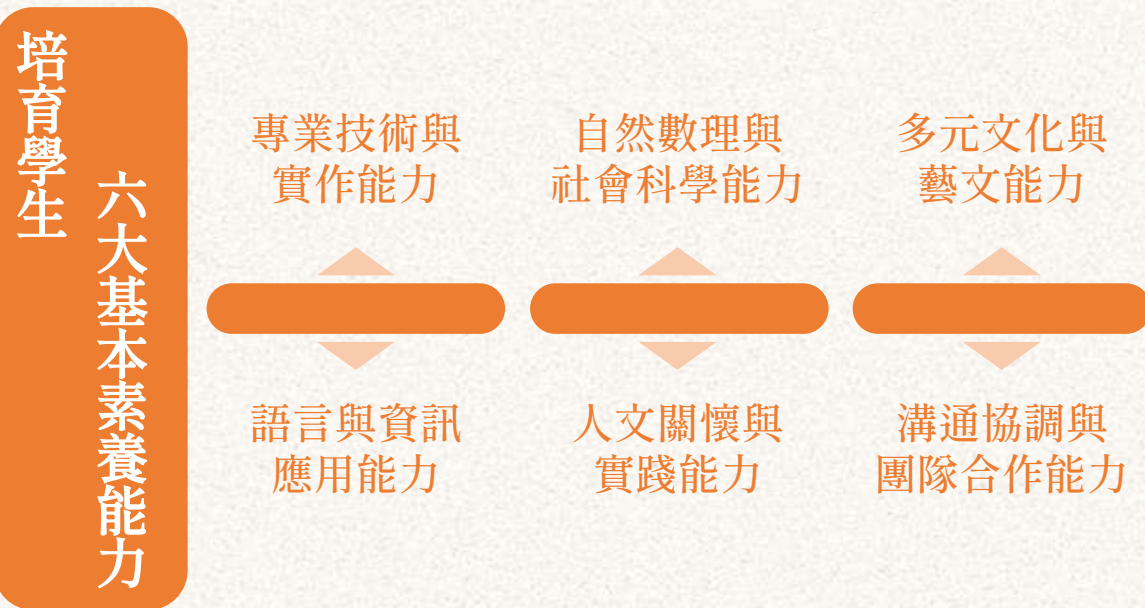 培育學生
六大基本素養能力
專業技術與
實作能力
自然數理與
社會科學能力
多元文化與
藝文能力
語言與資訊
應用能力
人文關懷與
實踐能力
溝通協調與
團隊合作能力